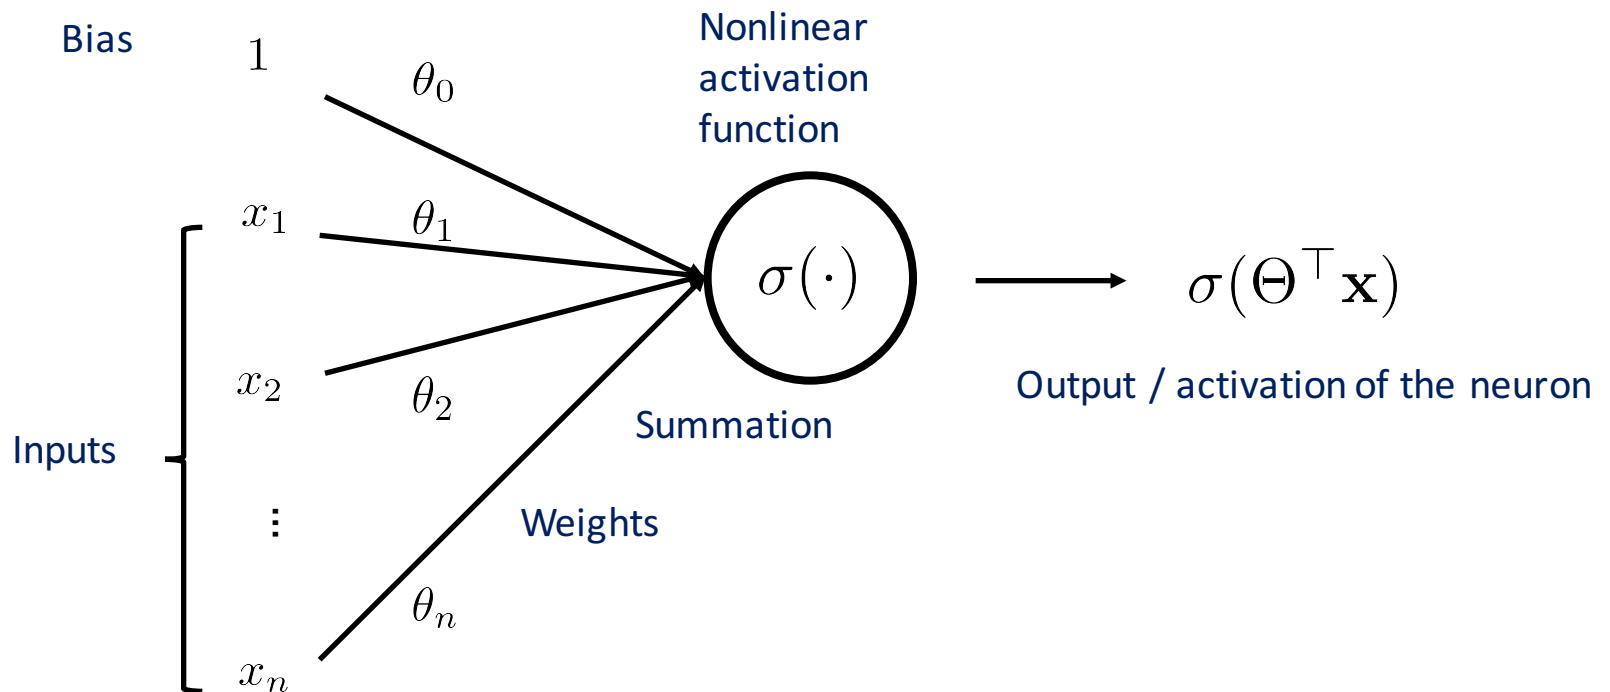 Bias
1
θ₀
Nonlinear
activation
function
x₁
θ₁
σ(·)
σ(Θ⊤x)
x₂
θ₂
Output / activation of the neuron
Summation
Inputs
⋮
Weights
θₙ
xₙ